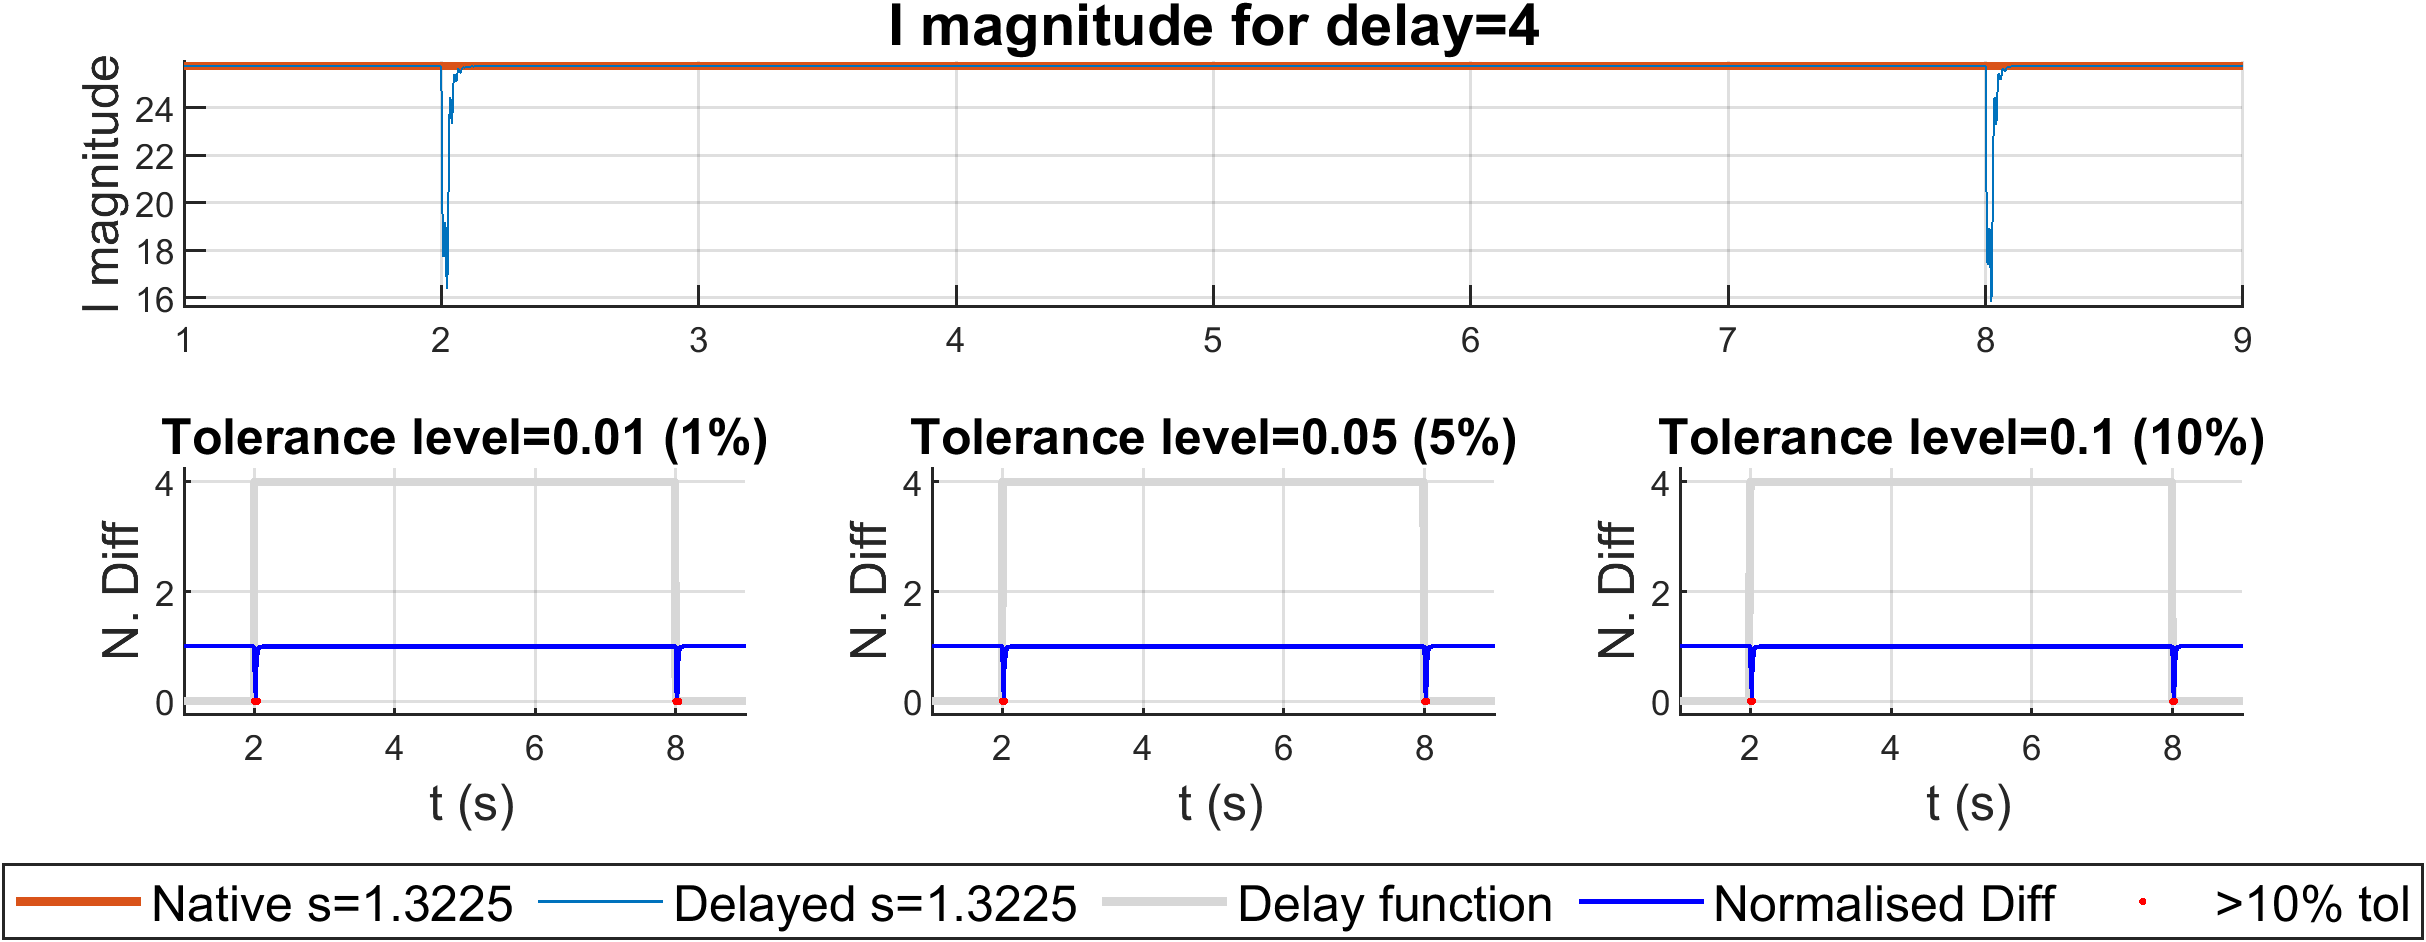 I magnitude for delay=4
I magnitude
24
22
20
18
16
1 2 3 4 5 6 7 8 9
Tolerance level=0.01 (1%)
N. Diff
4
2
0
2 4 6 8
t (s)
Tolerance level=0.05 (5%)
N. Diff
4
2
0
2 4 6 8
t (s)
Tolerance level=0.1 (10%)
N. Diff
4
2
0
2 4 6 8
t (s)
Native s=1.3225 Delayed s=1.3225 Delay function Normalised Diff >10% tol